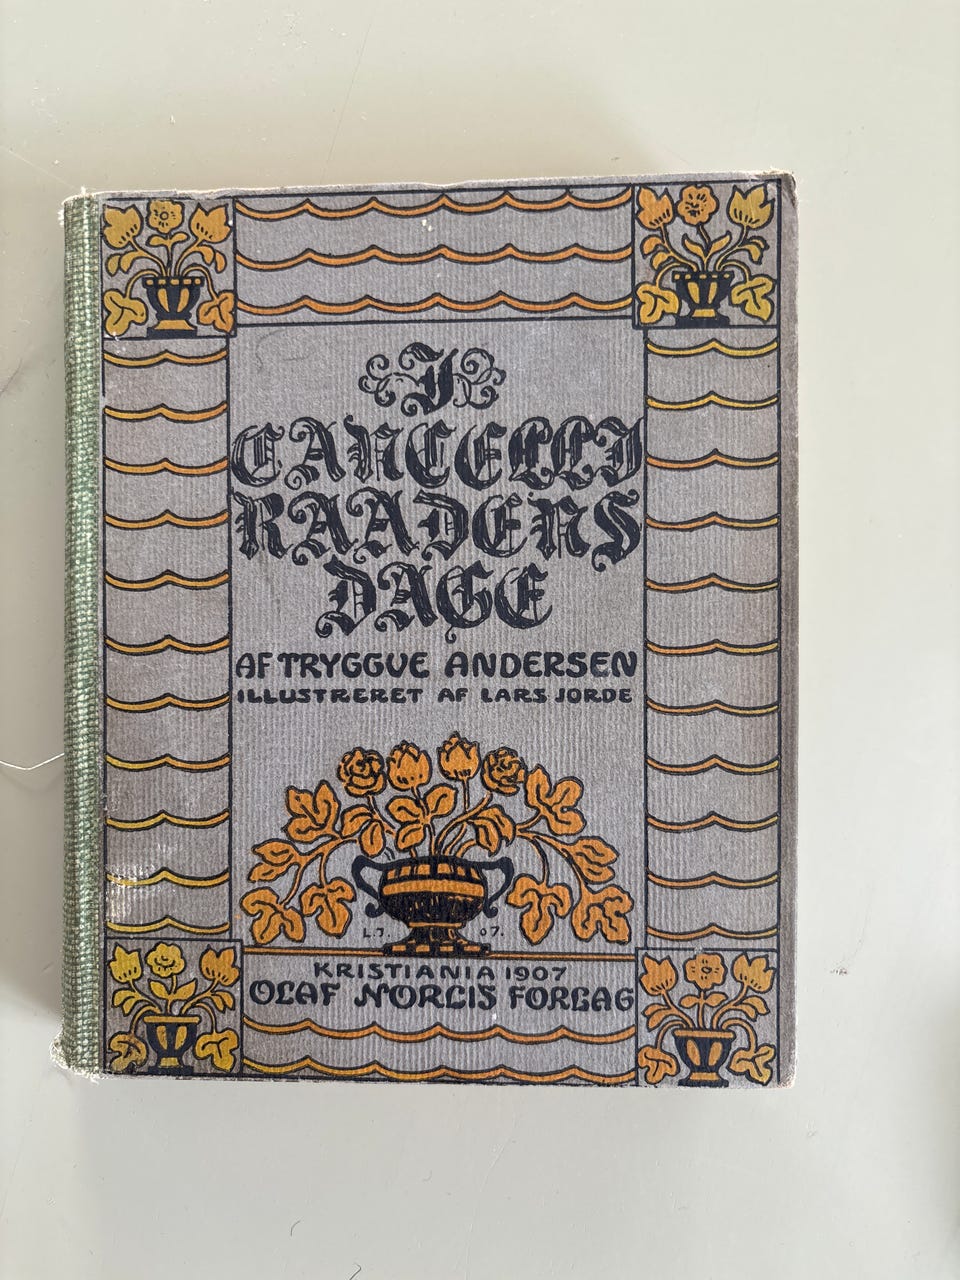 I
CANCELLI
RAADENS
DAGE
AF TRYGGVE ANDERSEN
ILLUSTRERET AF LARS JORDE
L.J. 07.
KRISTIANIA 1907
OLAF NORLIS FORLAG